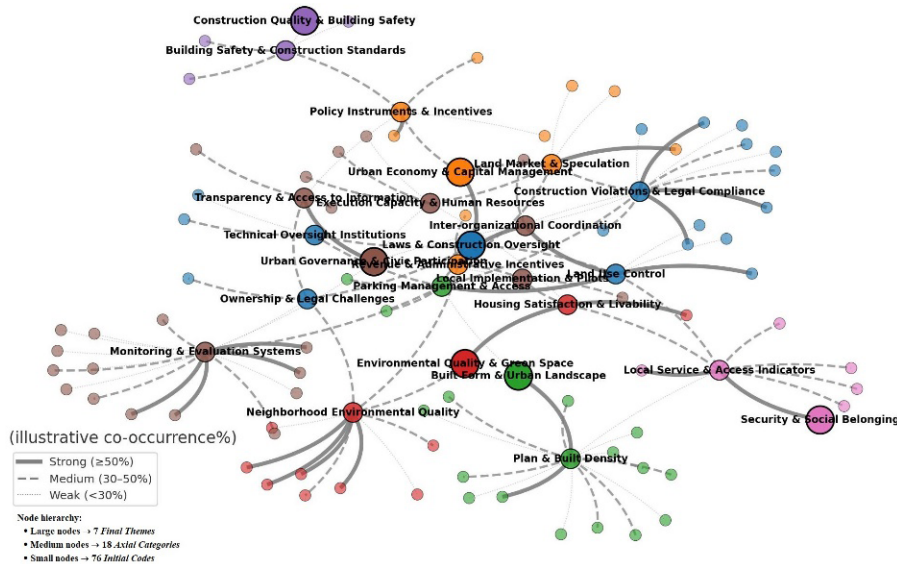 Construction Quality & Building Safety
Building Safety & Construction Standards
Policy Instruments & Incentives
Land Market & Speculation
Urban Economy & Capital Management
Construction Violations & Legal Compliance
Transparency & Access to Information
Execution Capacity & Human Resources
Inter-organizational Coordination
Technical Oversight Institutions
Laws & Construction Oversight
Urban Governance & Civic Participation
Revenue & Administrative Incentives
Land Use Control
Local Implementation & Pilots
Parking Management & Access
Ownership & Legal Challenges
Housing Satisfaction & Livability
Monitoring & Evaluation Systems
Environmental Quality & Green Space
Built Form & Urban Landscape
Local Service & Access Indicators
Neighborhood Environmental Quality
Security & Social Belonging
Plan & Built Density
(illustrative co-occurrence%)
Strong (≥50%)
Medium (30–50%)
Weak (<30%)
Node hierarchy:
• Large nodes → 7 Final Themes
• Medium nodes → 18 Axial Categories
• Small nodes → 76 Initial Codes